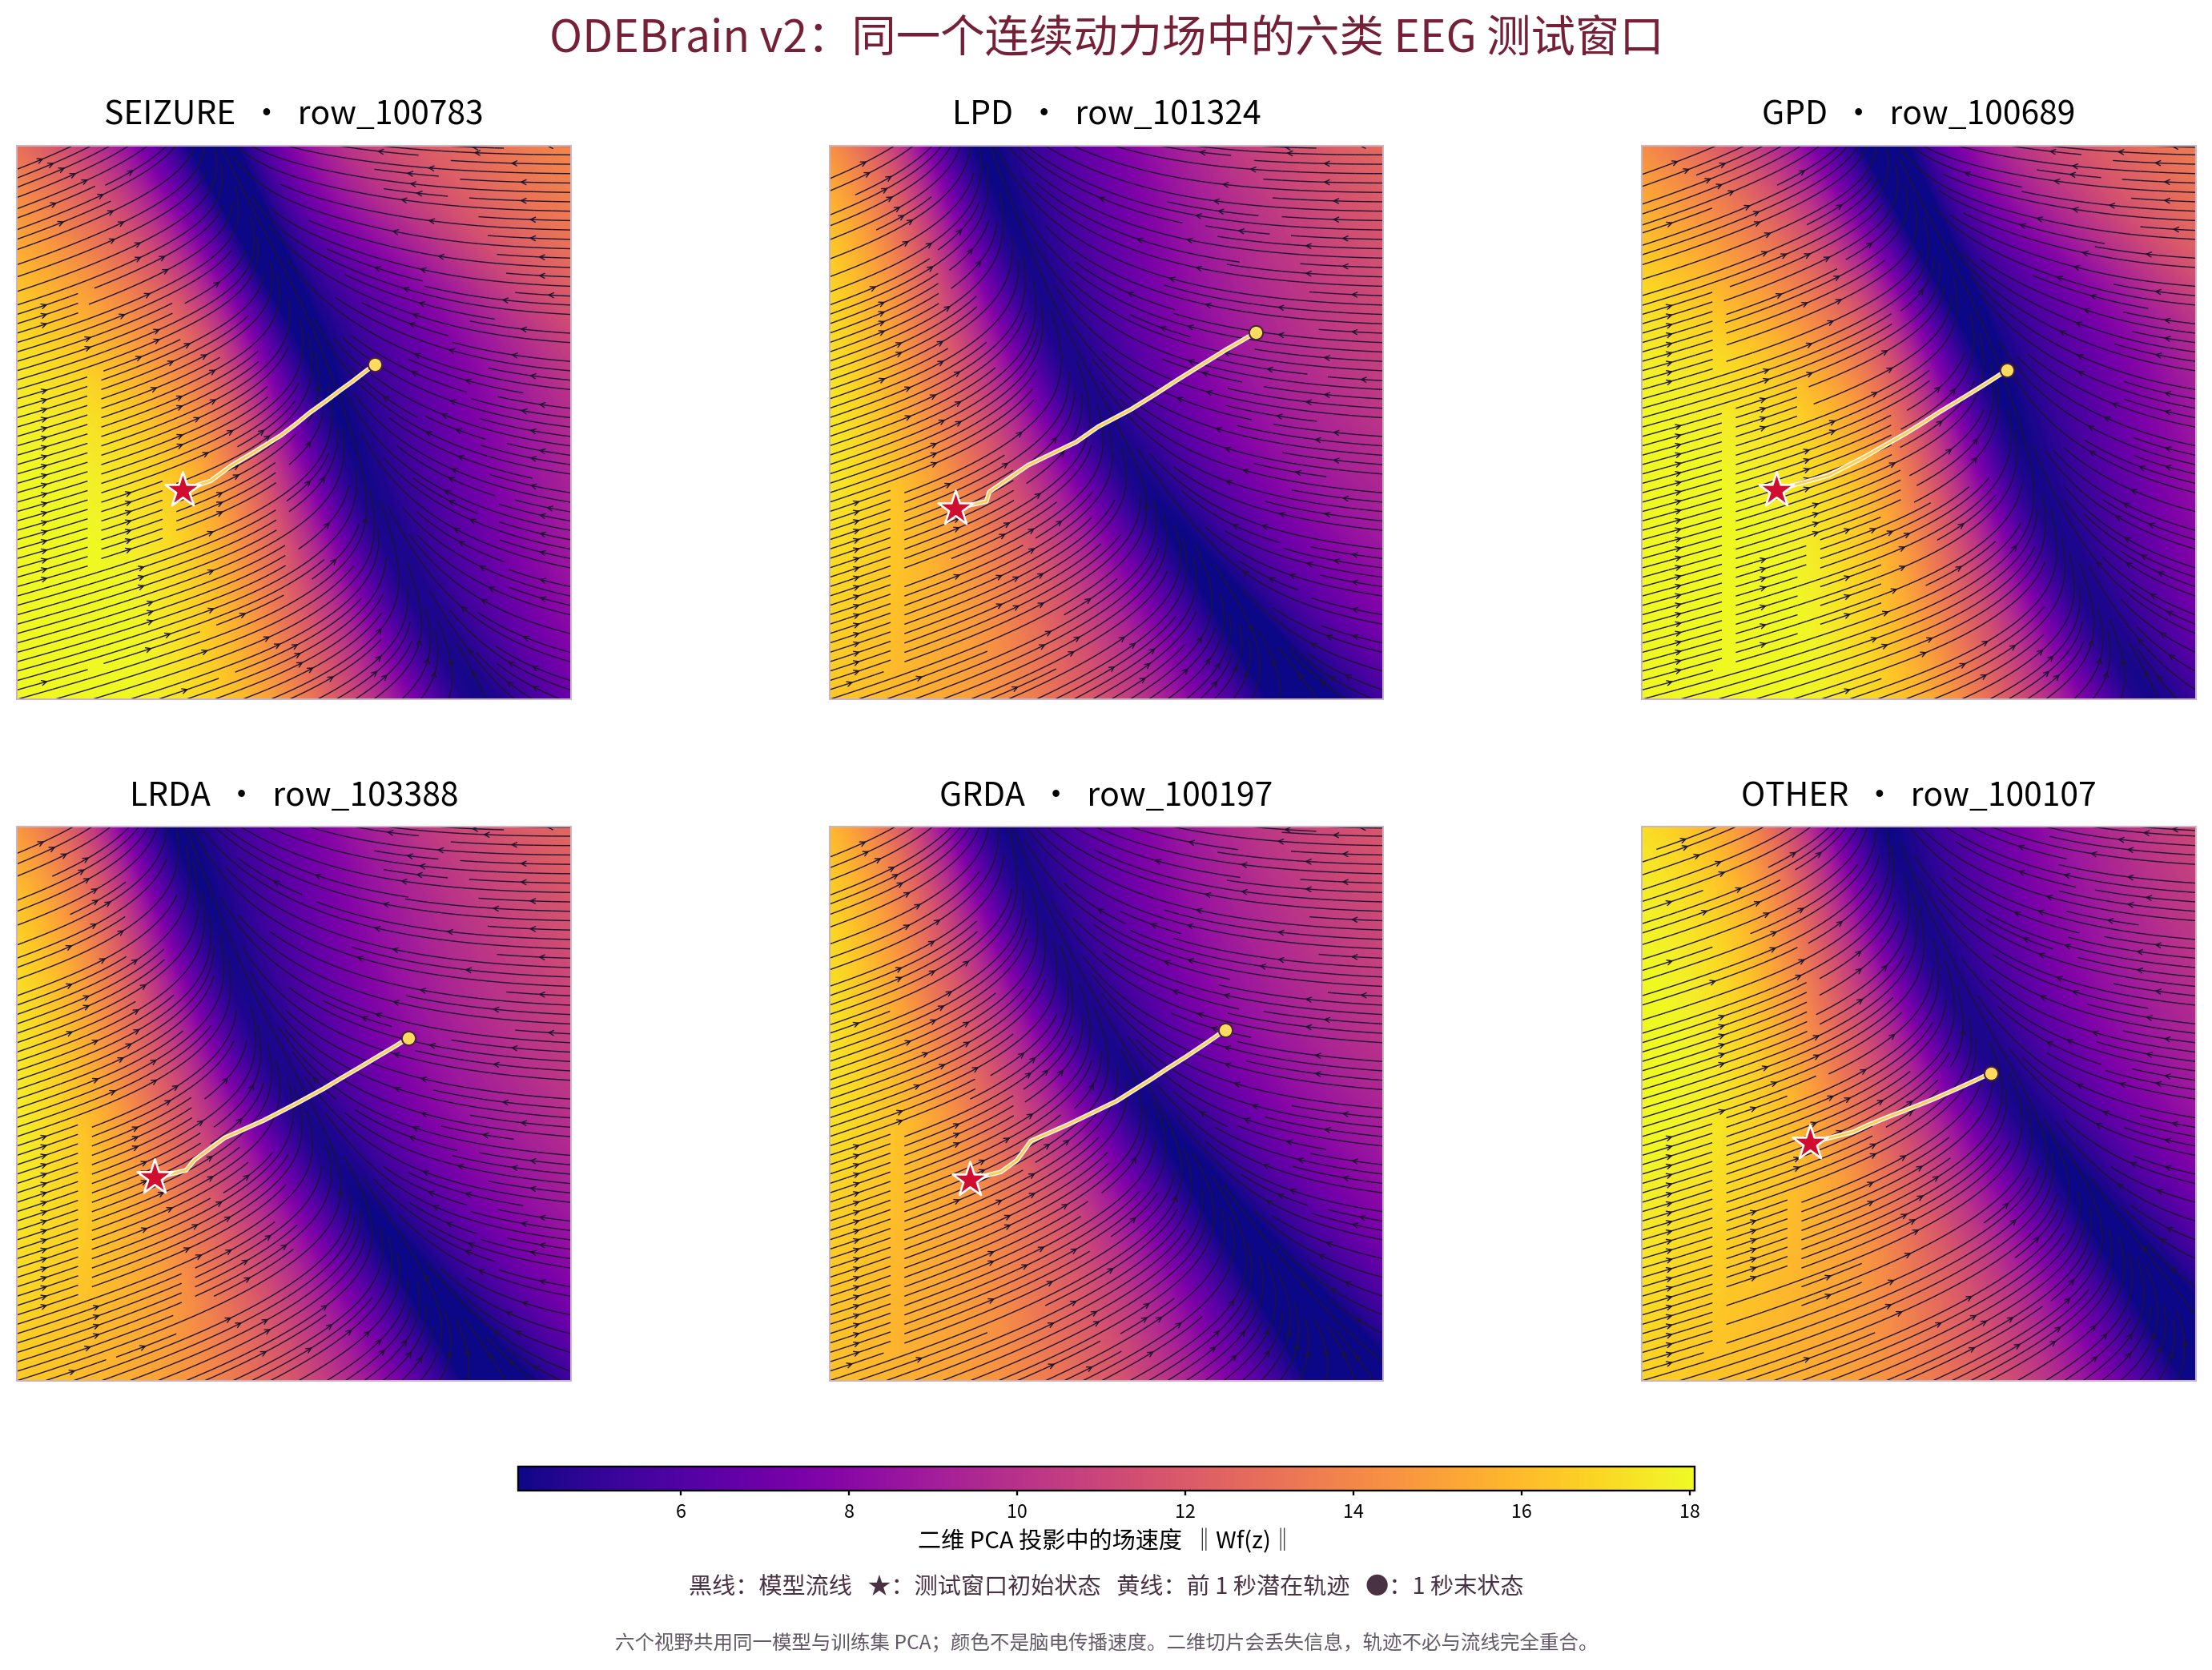 ODEBrain v2：同一个连续动力场中的六类 EEG 测试窗口
SEIZURE · row_100783
LPD · row_101324
GPD · row_100689
LRDA · row_103388
GRDA · row_100197
OTHER · row_100107
6 8 10 12 14 16 18
二维 PCA 投影中的场速度 ‖Wf(z)‖
黑线：模型流线 ★：测试窗口初始状态 黄线：前 1 秒潜在轨迹 ●：1 秒末状态
六个视野共用同一模型与训练集 PCA；颜色不是脑电传播速度。二维切片会丢失信息，轨迹不必与流线完全重合。